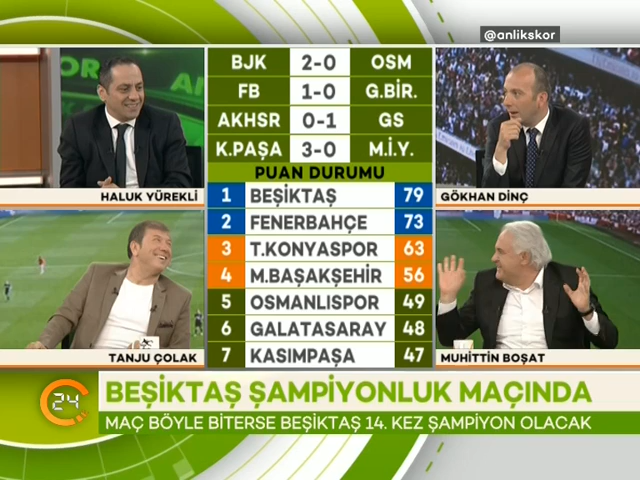 @anlikskor
BJK 2-0 OSM
FB 1-0 G.BİR.
AKHSR 0-1 GS
K.PAŞA 3-0 M.İ.Y.
PUAN DURUMU
1 BEŞİKTAŞ 79
2 FENERBAHÇE 73
3 T.KONYASPOR 63
4 M.BAŞAKŞEHİR 56
5 OSMANLISPOR 49
6 GALATASARAY 48
7 KASIMPAŞA 47
HALUK YÜREKLİ
GÖKHAN DİNÇ
TANJU ÇOLAK
MUHİTTİN BOŞAT
24
BEŞİKTAŞ ŞAMPİYONLUK MAÇINDA
MAÇ BÖYLE BİTERSE BEŞİKTAŞ 14. KEZ ŞAMPİYON OLACAK